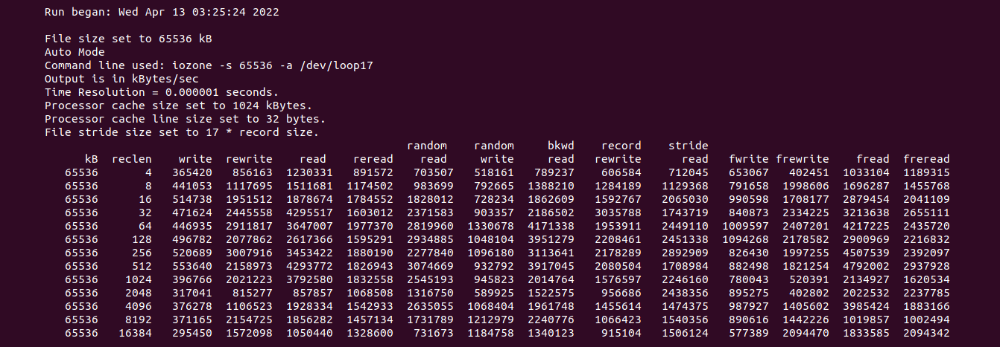 Run began: Wed Apr 13 03:25:24 2022
File size set to 65536 kB
Auto Mode
Command line used: iozone -s 65536 -a /dev/loop17
Output is in kBytes/sec
Time Resolution = 0.000001 seconds.
Processor cache size set to 1024 kBytes.
Processor cache line size set to 32 bytes.
File stride size set to 17 * record size.
random random bkwd record stride
kB reclen write rewrite read reread read write read rewrite read fwrite frewrite fread freread
65536 4 365420 856163 1230331 891572 703507 518161 789237 606584 712045 653067 402451 1033104 1189315
65536 8 441053 1117695 1511681 1174502 983699 792665 1388210 1284189 1129368 791658 1998606 1696287 1455768
65536 16 514738 1951512 1878674 1784552 1828012 728234 1862609 1592767 2065030 990598 1708177 2879454 2041109
65536 32 471624 2445558 4295517 1603012 2371583 903357 2186502 3035788 1743719 840873 2334225 3213638 2655111
65536 64 446935 2911817 3647007 1977370 2819960 1330678 4171338 1953911 2449110 1009597 2407201 4217225 2435720
65536 128 496782 2077862 2617366 1595291 2934885 1048104 3951279 2208461 2451338 1094268 2178582 2900969 2216832
65536 256 520689 3007916 3453422 1880190 2277840 1096180 3113641 2178289 2892909 826430 1997255 4507539 2392097
65536 512 553640 2158973 4293772 1826943 3074669 932792 3917045 2080504 1708984 882498 1821254 4792002 2937928
65536 1024 396766 2021223 3792580 1832558 2545193 945823 2014764 1576597 2246160 780043 520391 2134927 1620534
65536 2048 317041 815277 857857 1068508 1316750 589925 1522575 956686 2438356 895275 402802 2022532 2237785
65536 4096 376278 1106523 1928334 1542933 2635055 1068404 1961748 1455614 1474375 987927 1405602 3985424 1883166
65536 8192 371165 2154725 1856282 1457134 1731789 1212979 2240776 1066423 1540356 890616 1442226 1019857 1002494
65536 16384 295450 1572098 1050440 1328600 731673 1184758 1340123 915104 1506124 577389 2094470 1833585 2094342